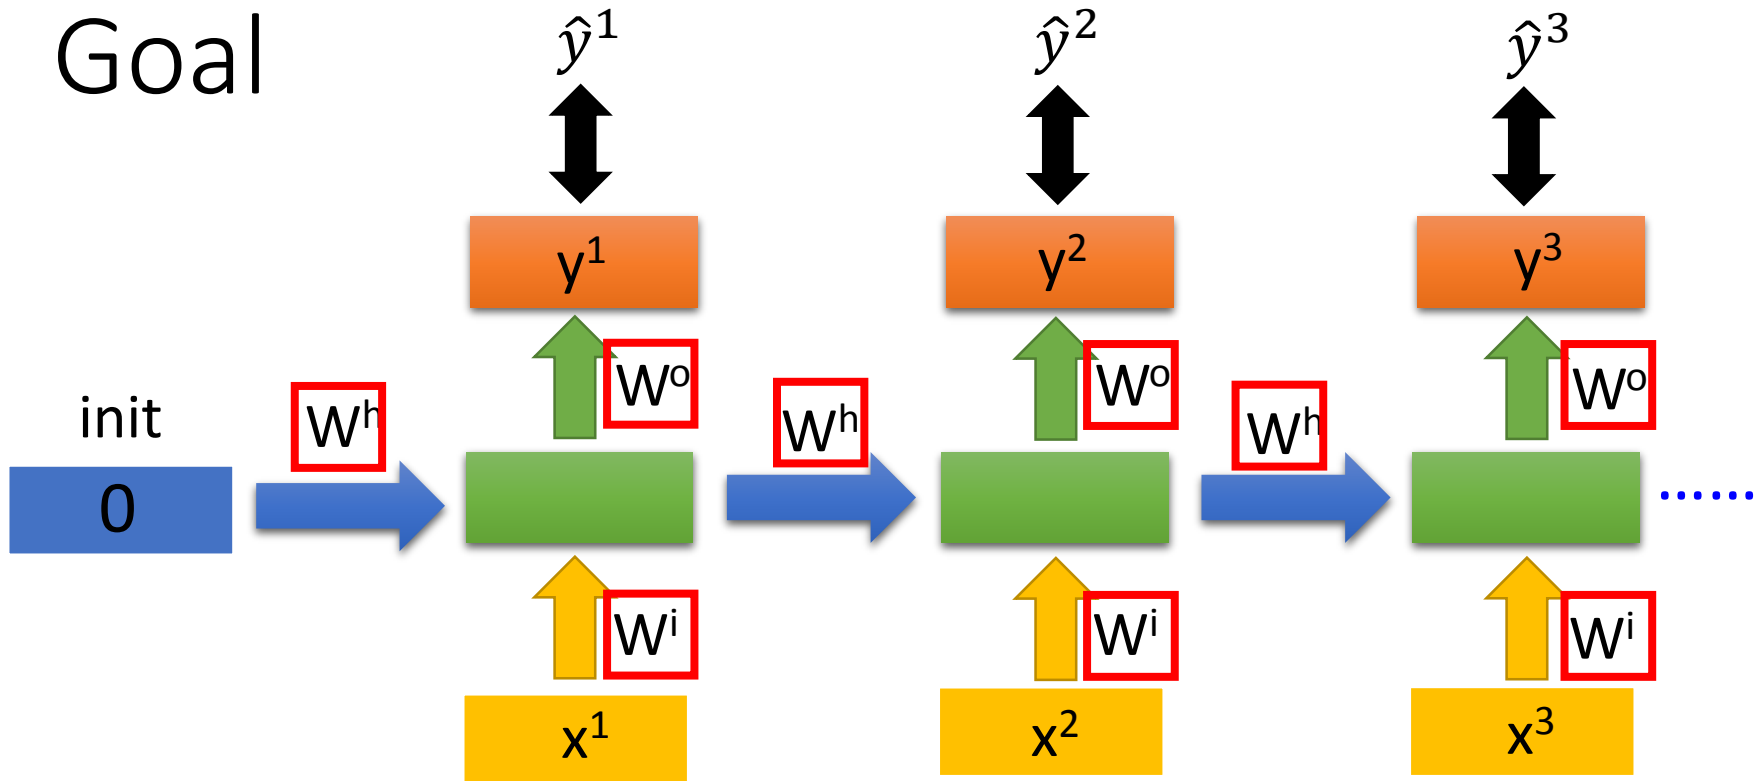 Goal
ŷ¹ ŷ² ŷ³
y¹ y² y³
Wᵒ Wᵒ Wᵒ
init Wʰ Wʰ Wʰ
0 ……
Wⁱ Wⁱ Wⁱ
x¹ x² x³